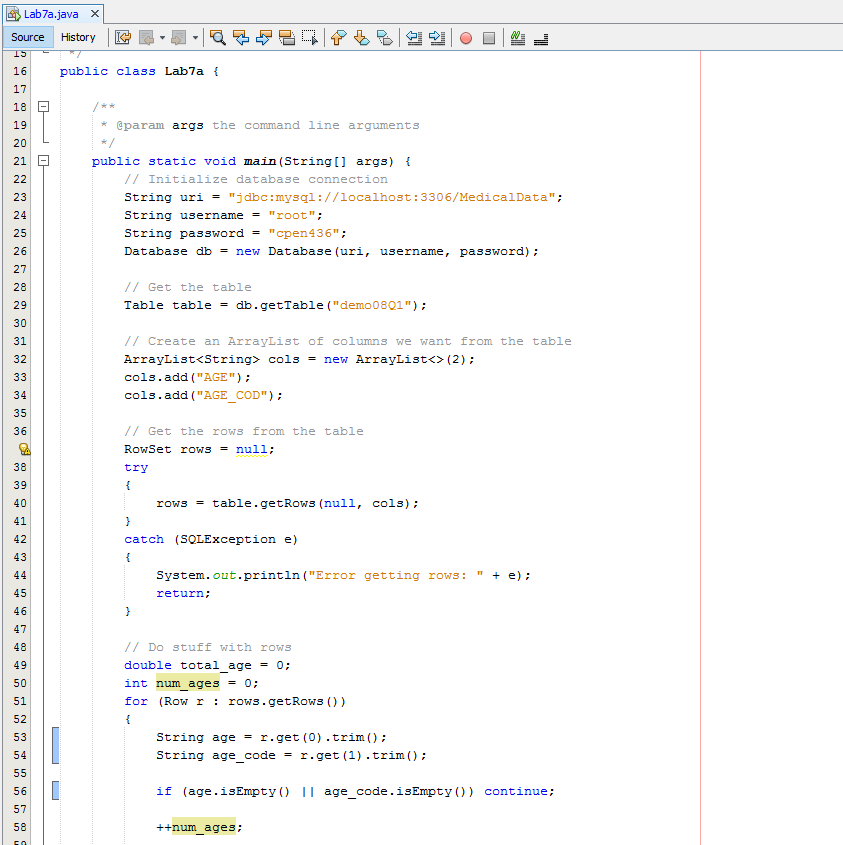 Lab7a.java
Source History
15 */
16 public class Lab7a {
17
18 /**
19 * @param args the command line arguments
20 */
21 public static void main(String[] args) {
22 // Initialize database connection
23 String uri = "jdbc:mysql://localhost:3306/MedicalData";
24 String username = "root";
25 String password = "cpen436";
26 Database db = new Database(uri, username, password);
27
28 // Get the table
29 Table table = db.getTable("demo08Q1");
30
31 // Create an ArrayList of columns we want from the table
32 ArrayList<String> cols = new ArrayList<>(2);
33 cols.add("AGE");
34 cols.add("AGE_COD");
35
36 // Get the rows from the table
RowSet rows = null;
38 try
39 {
40 rows = table.getRows(null, cols);
41 }
42 catch (SQLException e)
43 {
44 System.out.println("Error getting rows: " + e);
45 return;
46 }
47
48 // Do stuff with rows
49 double total_age = 0;
50 int num_ages = 0;
51 for (Row r : rows.getRows())
52 {
53 String age = r.get(0).trim();
54 String age_code = r.get(1).trim();
55
56 if (age.isEmpty() || age_code.isEmpty()) continue;
57
58 ++num_ages;
59